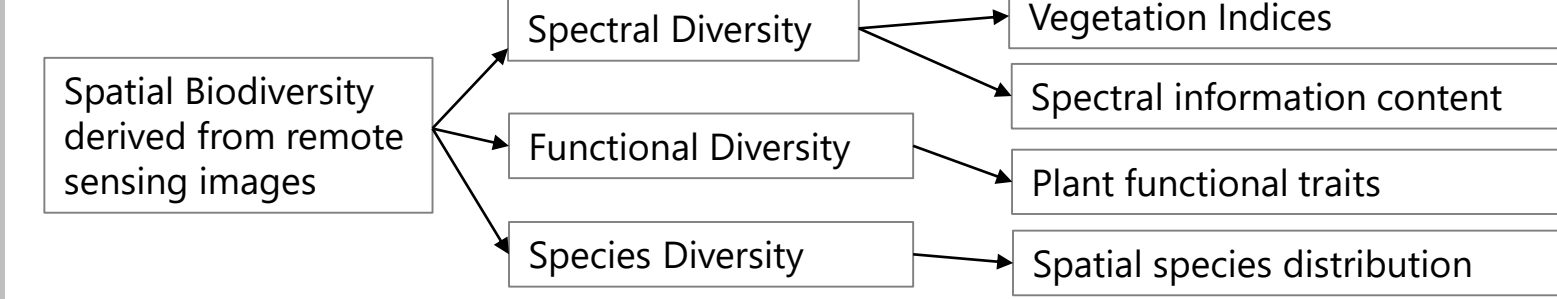 Spatial Biodiversity
derived from remote
sensing images
Spectral Diversity
Functional Diversity
Species Diversity
Vegetation Indices
Spectral information content
Plant functional traits
Spatial species distribution